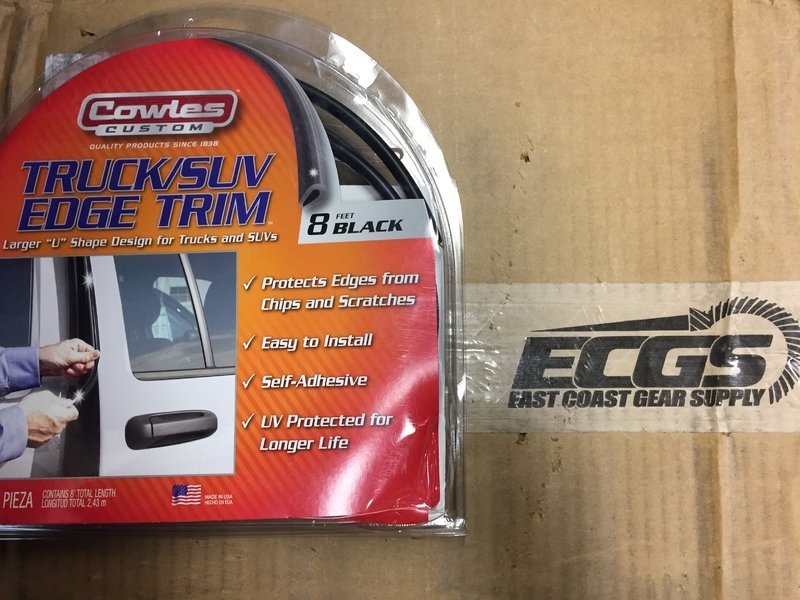 Cowles
CUSTOM
QUALITY PRODUCTS SINCE 1838
TRUCK/SUV
EDGE TRIM
Larger "U" Shape Design for Trucks and SUVs
8 FEET
BLACK
✓ Protects Edges from
Chips and Scratches
✓ Easy to Install
✓ Self-Adhesive
✓ UV Protected for
Longer Life
PIEZA
CONTAINS 8' TOTAL LENGTH
LONGITUD TOTAL 2,43 m
MADE IN USA
HECHO EN EUA
ECGS
EAST COAST GEAR SUPPLY